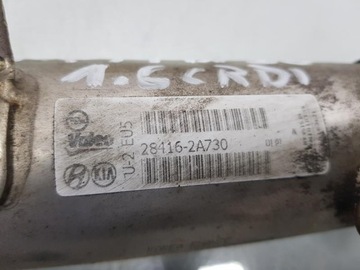 1.6 CRDI
Valeo
U-2 EU5
28416-2A730
KIA